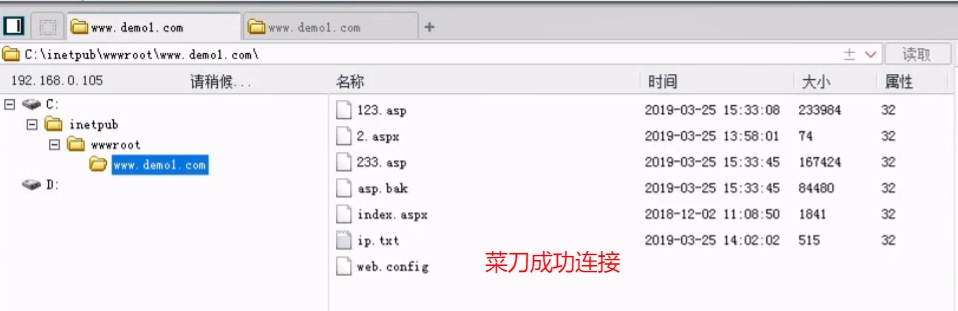 www.demo1.com www.demo1.com +
C:\inetpub\wwwroot\www.demo1.com\ 读取
192.168.0.105 请稍候... 名称 时间 大小 属性
C:
inetpub
wwwroot
www.demo1.com
D:
123.asp 2019-03-25 15:33:08 233984 32
2.aspx 2019-03-25 13:58:01 74 32
233.asp 2019-03-25 15:33:45 167424 32
asp.bak 2019-03-25 15:33:45 84480 32
index.aspx 2018-12-02 11:08:50 1841 32
ip.txt 2019-03-25 14:02:02 515 32
web.config
菜刀成功连接